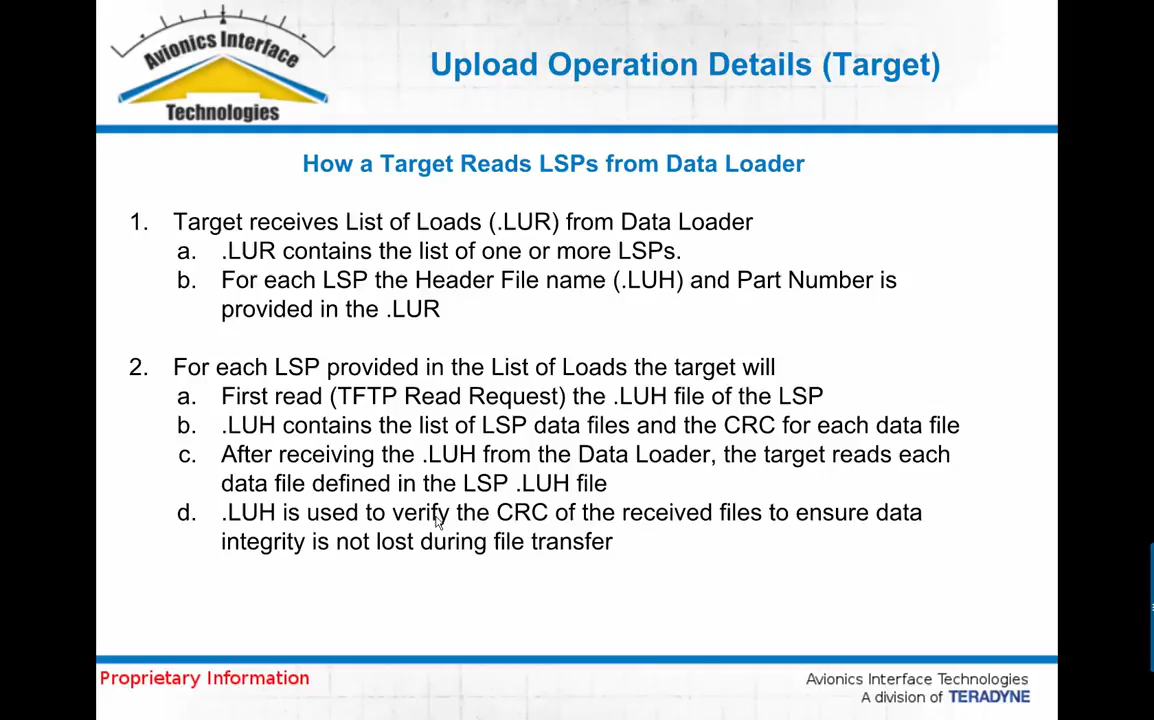 Avionics Interface
Technologies
Upload Operation Details (Target)
How a Target Reads LSPs from Data Loader
1. Target receives List of Loads (.LUR) from Data Loader
a. .LUR contains the list of one or more LSPs.
b. For each LSP the Header File name (.LUH) and Part Number is
provided in the .LUR
2. For each LSP provided in the List of Loads the target will
a. First read (TFTP Read Request) the .LUH file of the LSP
b. .LUH contains the list of LSP data files and the CRC for each data file
c. After receiving the .LUH from the Data Loader, the target reads each
data file defined in the LSP .LUH file
d. .LUH is used to verify the CRC of the received files to ensure data
integrity is not lost during file transfer
Proprietary Information
Avionics Interface Technologies
A division of TERADYNE